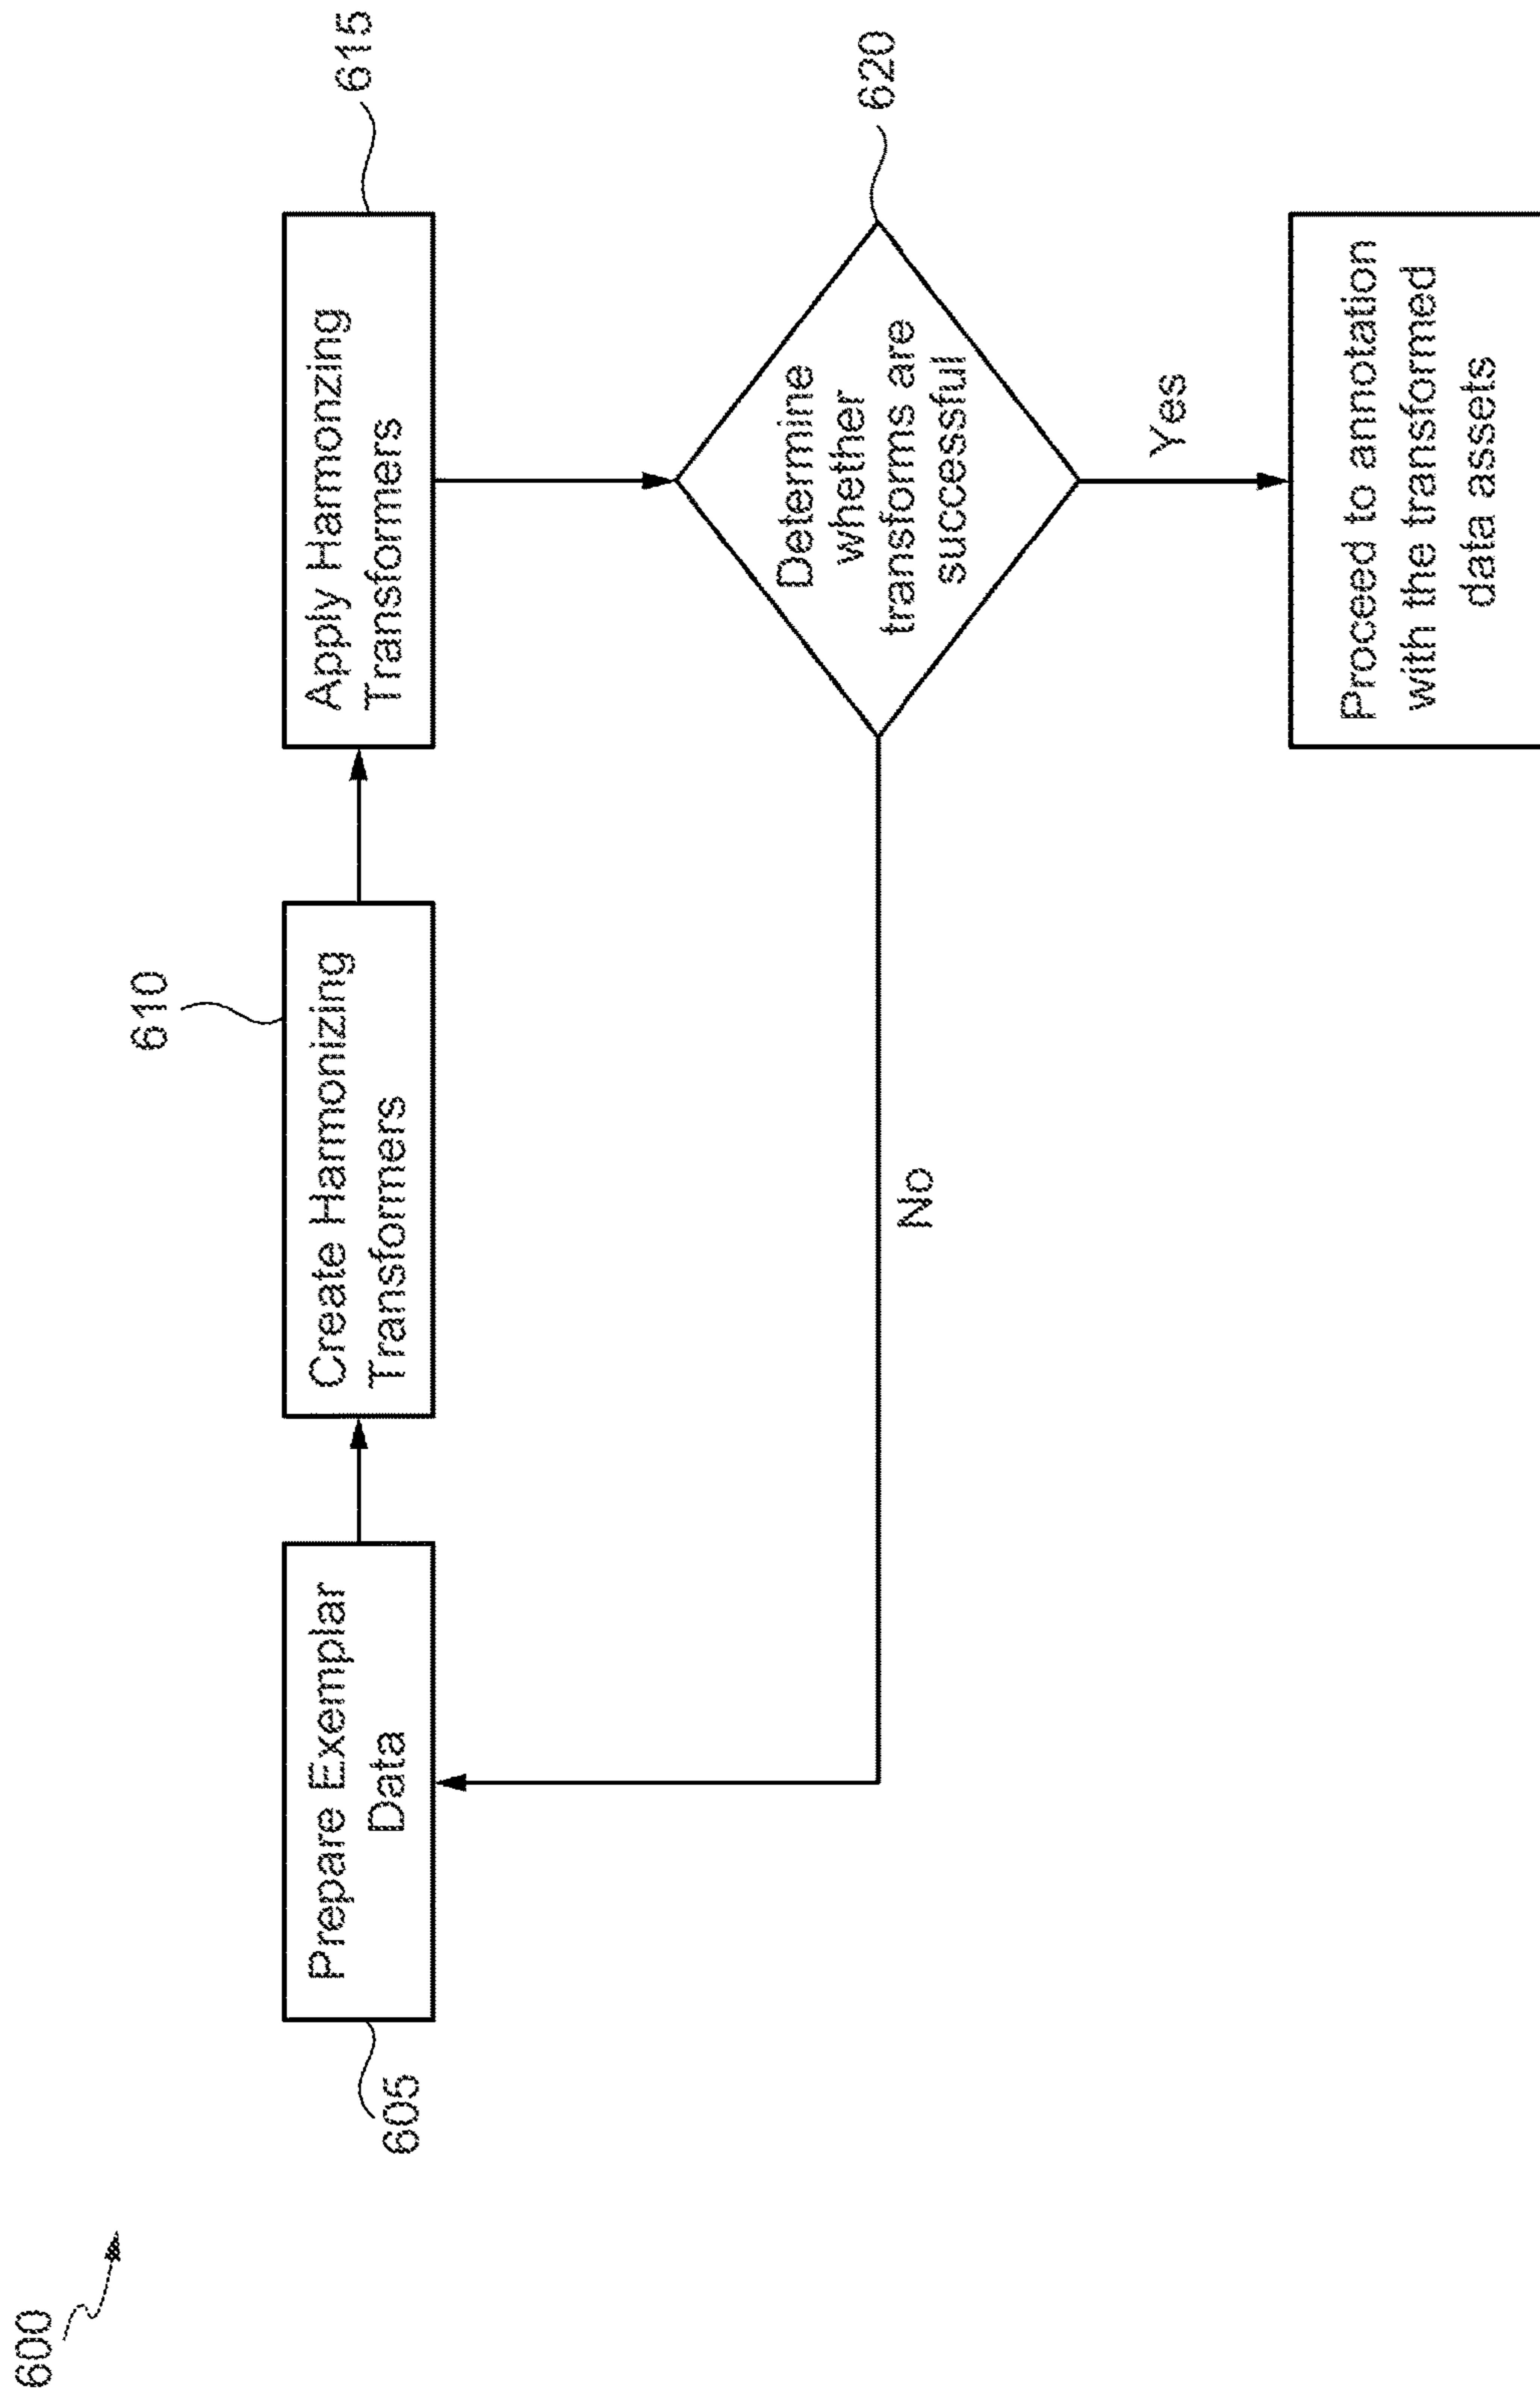 600
605
Prepare Exemplar
Data
610
Create Harmonizing
Transformers
615
Apply Harmonzing
Transformers
620
Determine
whether
transforms are
successful
No
Yes
Proceed to annotation
with the transformed
data assets